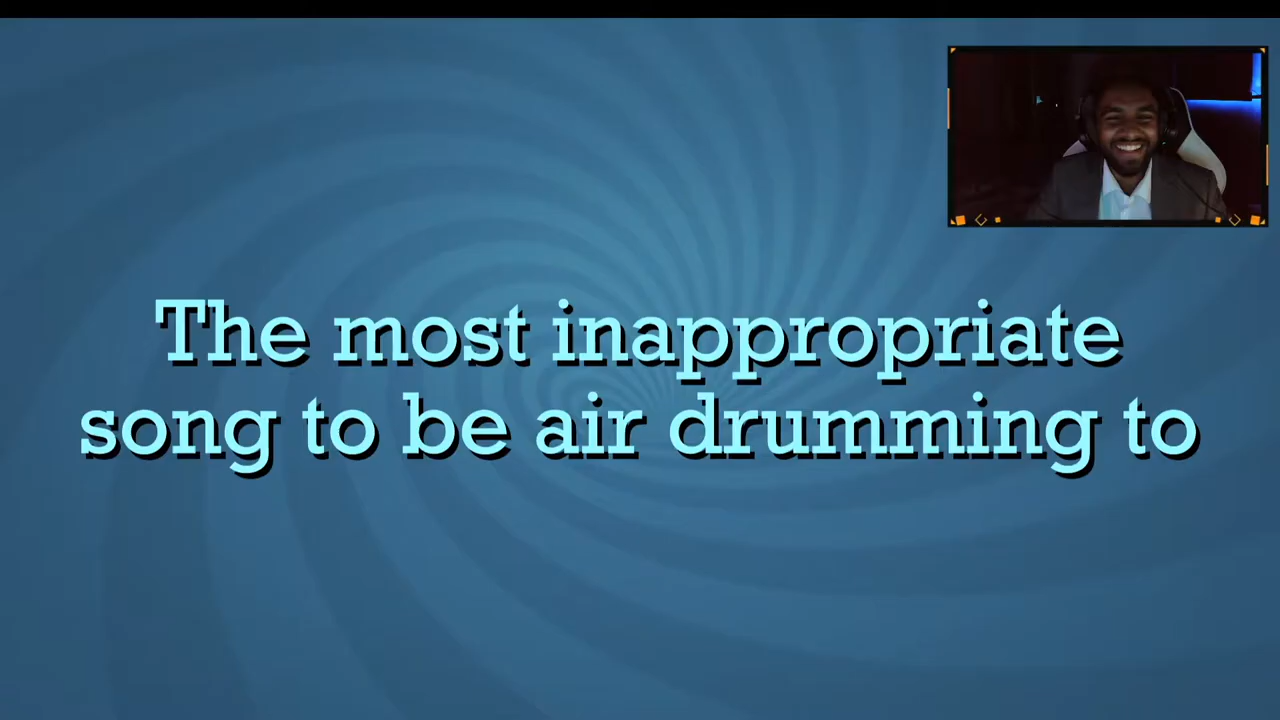 The most inappropriate
song to be air drumming to